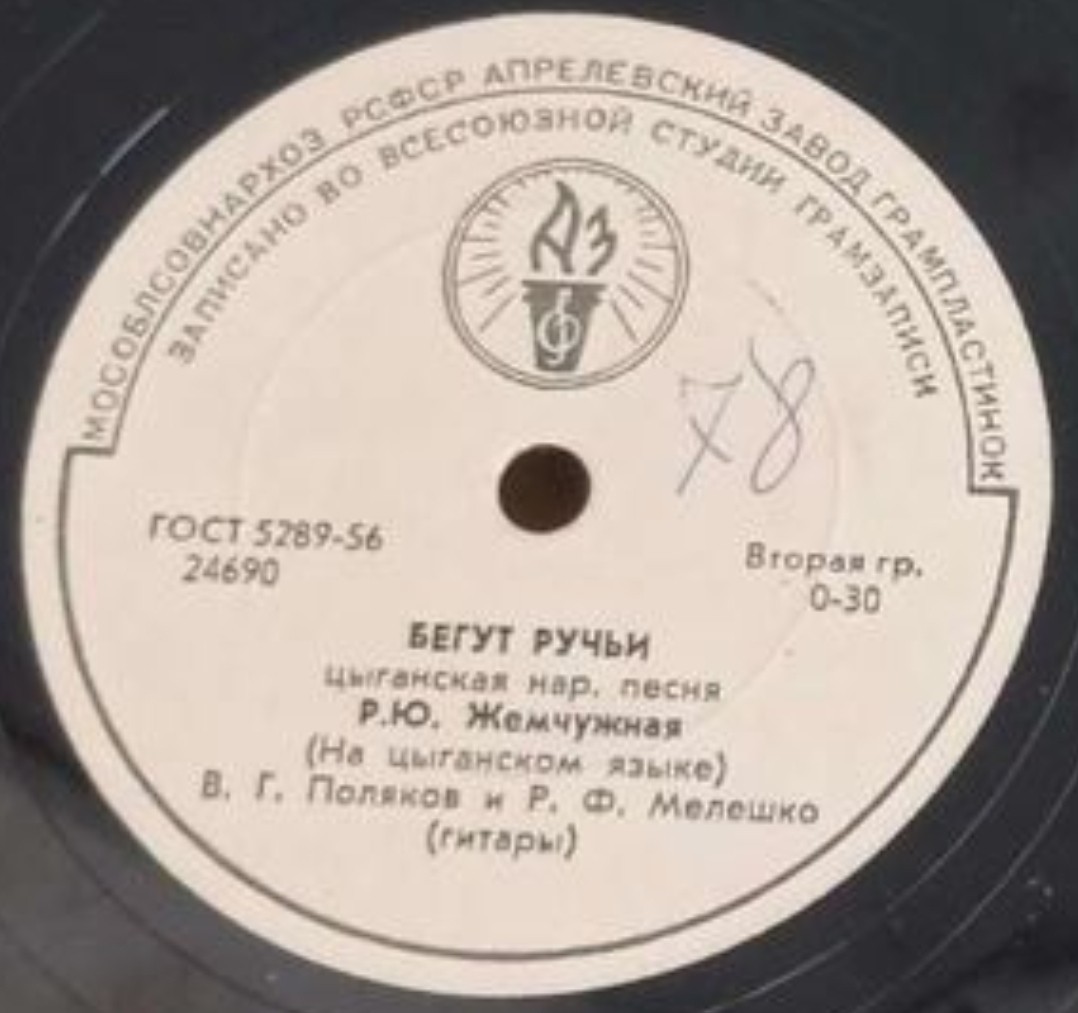 МОСОБЛСОВНАРХОЗ РСФСР АПРЕЛЕВСКИЙ ЗАВОД ГРАМПЛАСТИНОК
ЗАПИСАНО ВО ВСЕСОЮЗНОЙ СТУДИИ ГРАМЗАПИСИ
АЗ
78
ГОСТ 5289-56
24690
Вторая гр.
0-30
БЕГУТ РУЧЬИ
цыганская нар. песня
Р.Ю. Жемчужная
(На цыганском языке)
В. Г. Поляков и Р. Ф. Мелешко
(гитары)